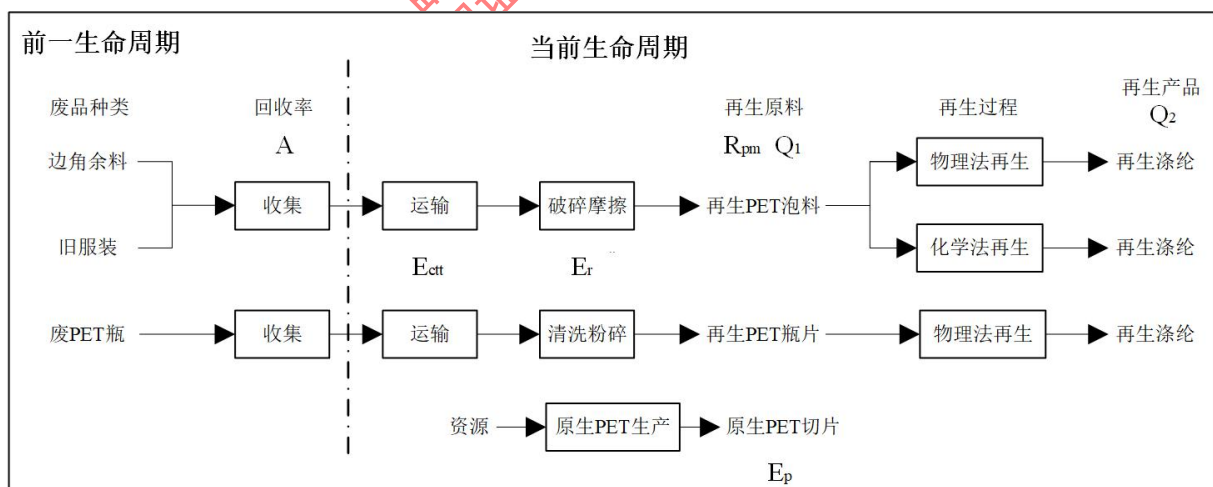 前一生命周期
当前生命周期
废品种类
回收率
再生原料
再生过程
再生产品
A
Rpm Q1
Q2
边角余料
旧服装
收集
运输
破碎摩擦
再生PET泡料
物理法再生
再生涤纶
化学法再生
再生涤纶
Ectt
Er
废PET瓶
收集
运输
清洗粉碎
再生PET瓶片
物理法再生
再生涤纶
资源
原生PET生产
原生PET切片
Ep